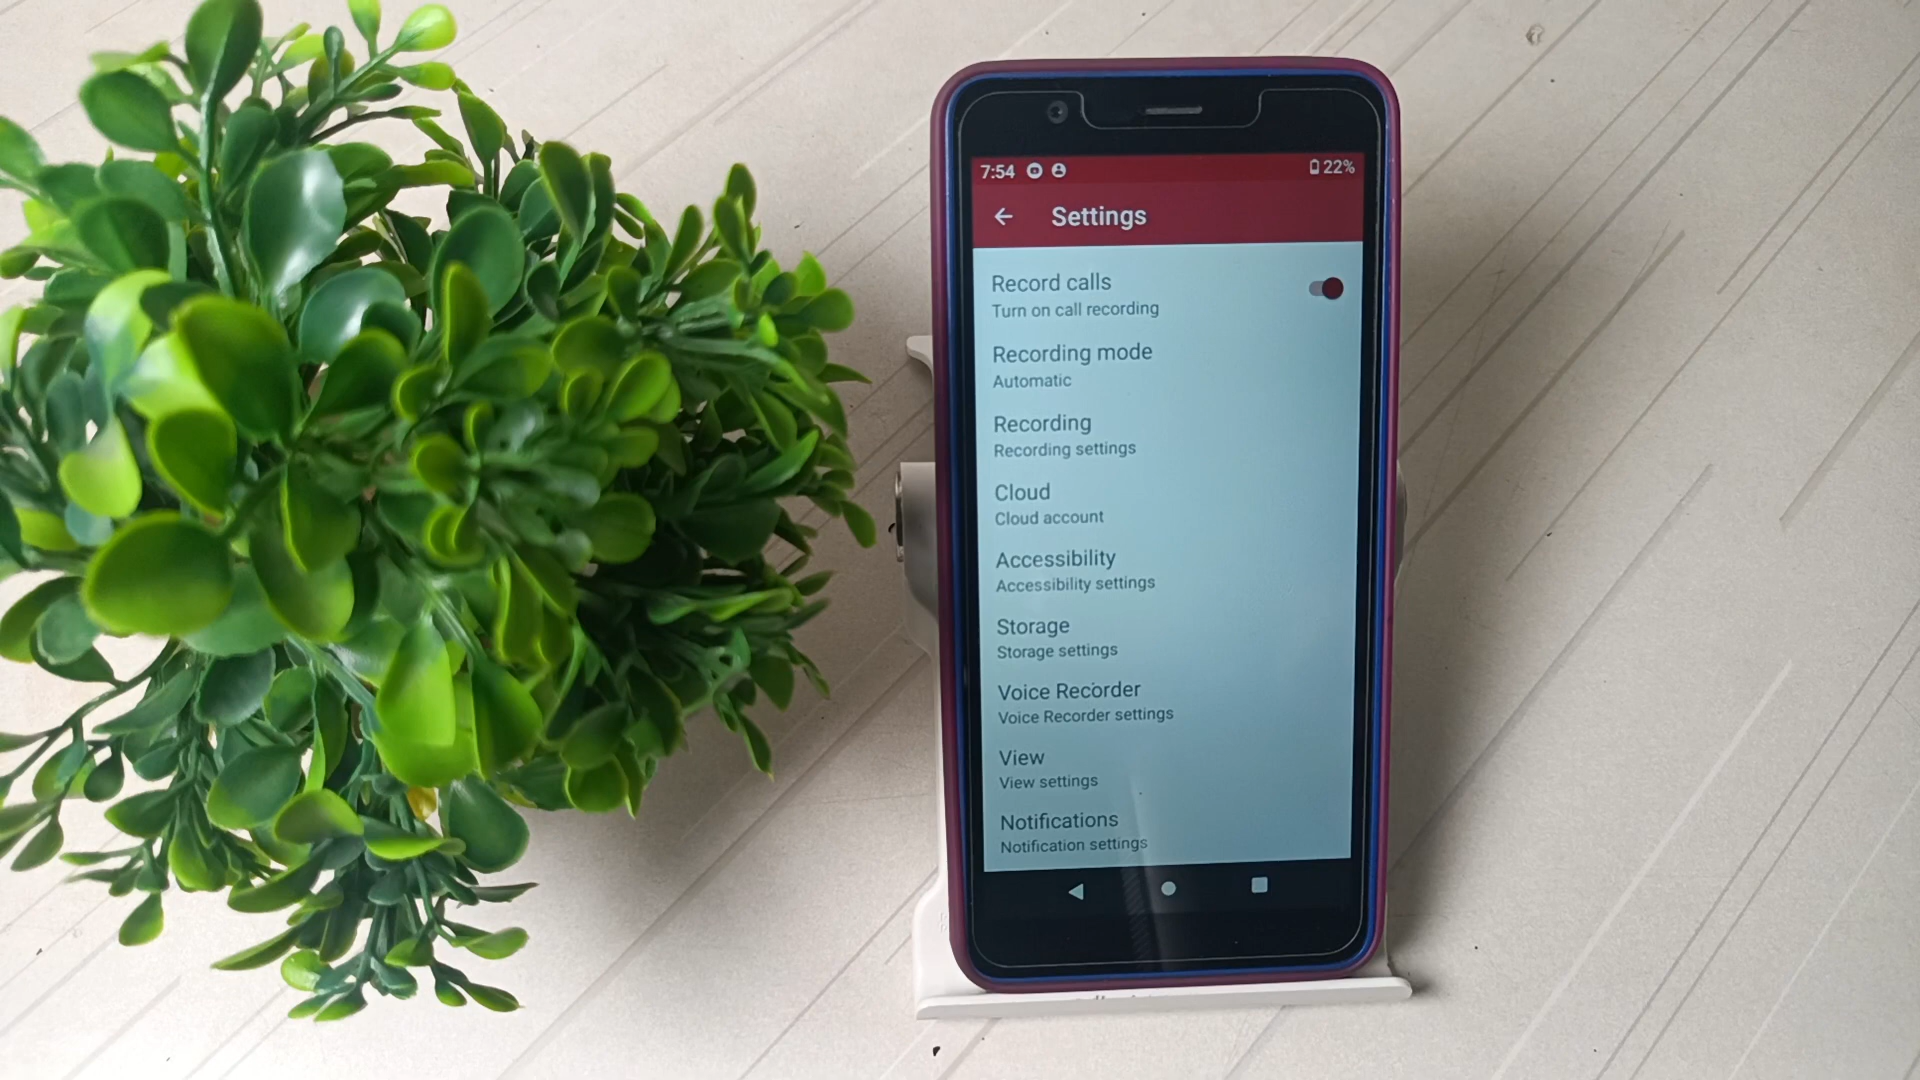 7:54 22%
Settings
Record calls
Turn on call recording
Recording mode
Automatic
Recording
Recording settings
Cloud
Cloud account
Accessibility
Accessibility settings
Storage
Storage settings
Voice Recorder
Voice Recorder settings
View
View settings
Notifications
Notification settings